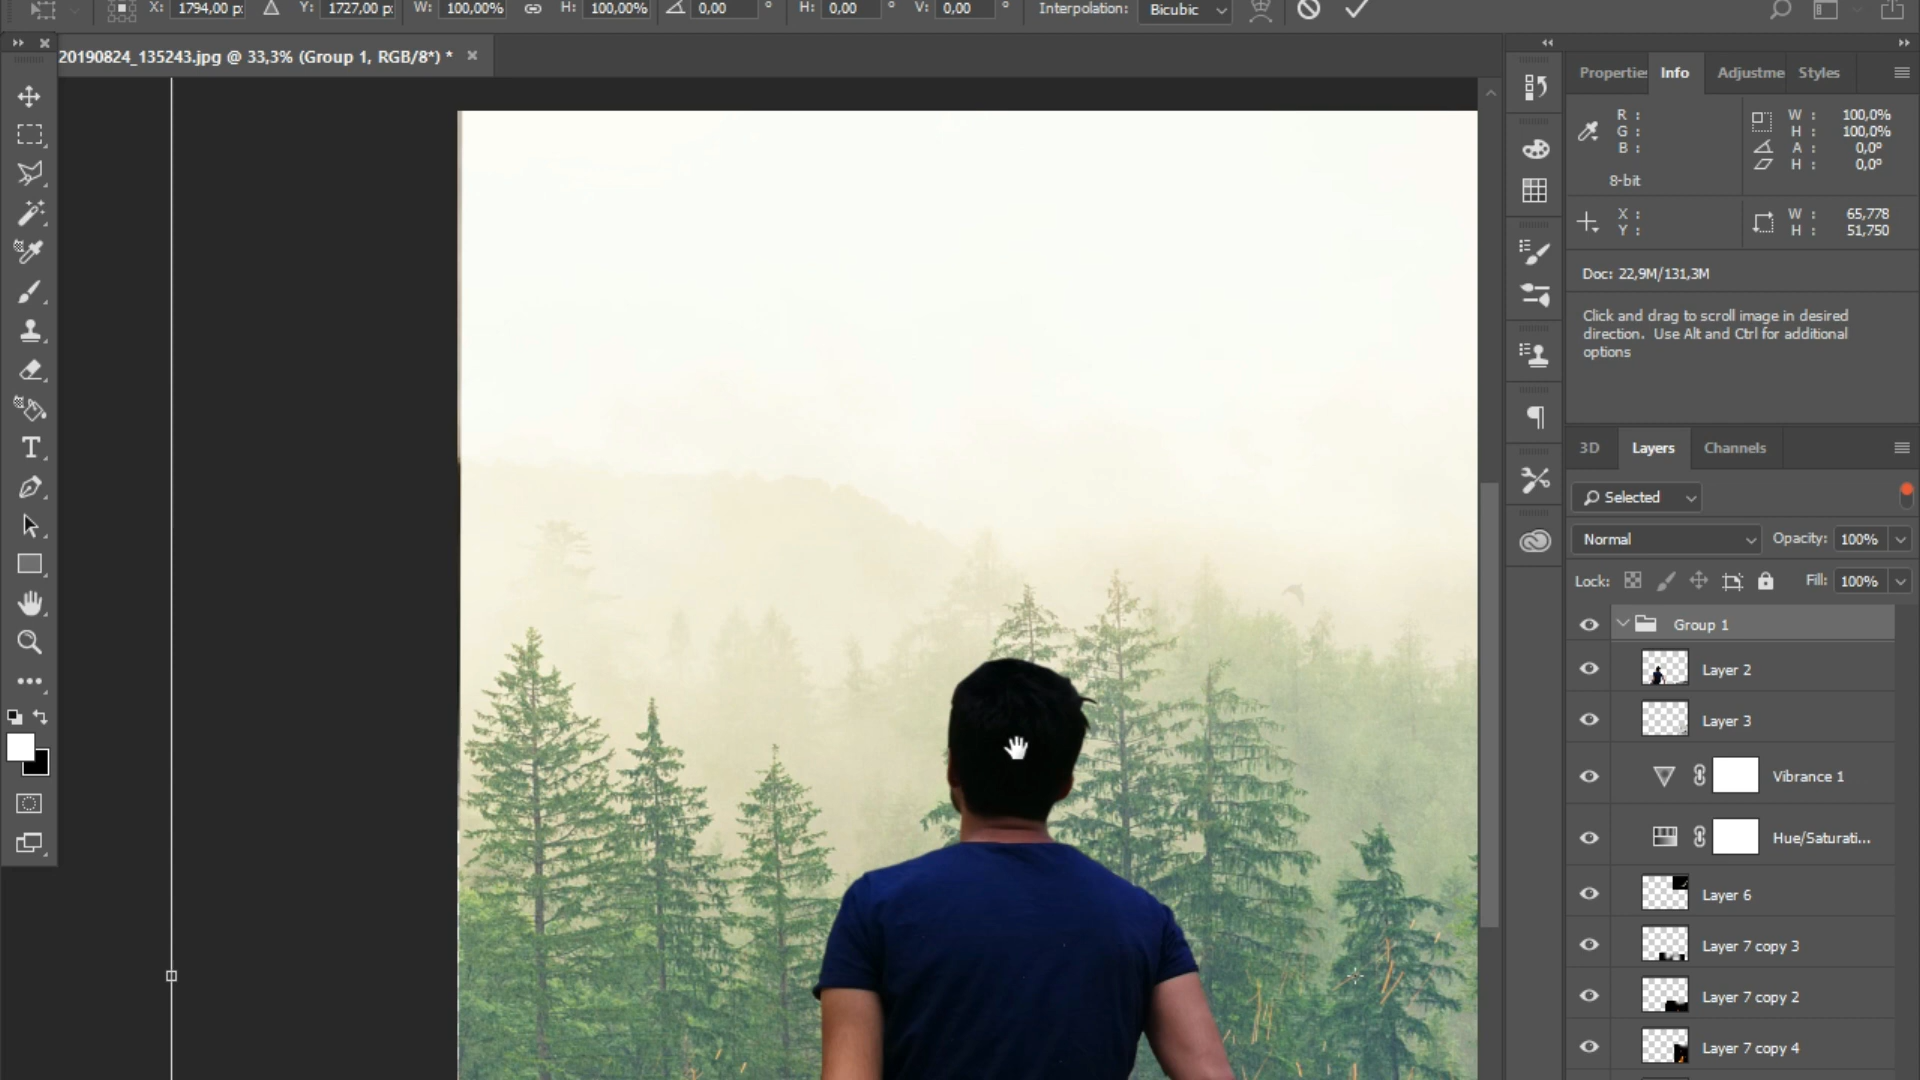 X: 1794,00 p: Y: 1727,00 p: W: 100,00% H: 100,00% 0,00 ° H: 0,00 ° V: 0,00 ° Interpolation: Bicubic
20190824_135243.jpg @ 33,3% (Group 1, RGB/8*) *
Properties Info Adjustme Styles
R :
G :
B :
8-bit
W : 100,0%
H : 100,0%
A : 0,0°
H : 0,0°
X :
Y :
W : 65,778
H : 51,750
Doc: 22,9M/131,3M
Click and drag to scroll image in desired
direction. Use Alt and Ctrl for additional
options
3D Layers Channels
Selected
Normal Opacity: 100%
Lock: Fill: 100%
Group 1
Layer 2
Layer 3
Vibrance 1
Hue/Saturati...
Layer 6
Layer 7 copy 3
Layer 7 copy 2
Layer 7 copy 4